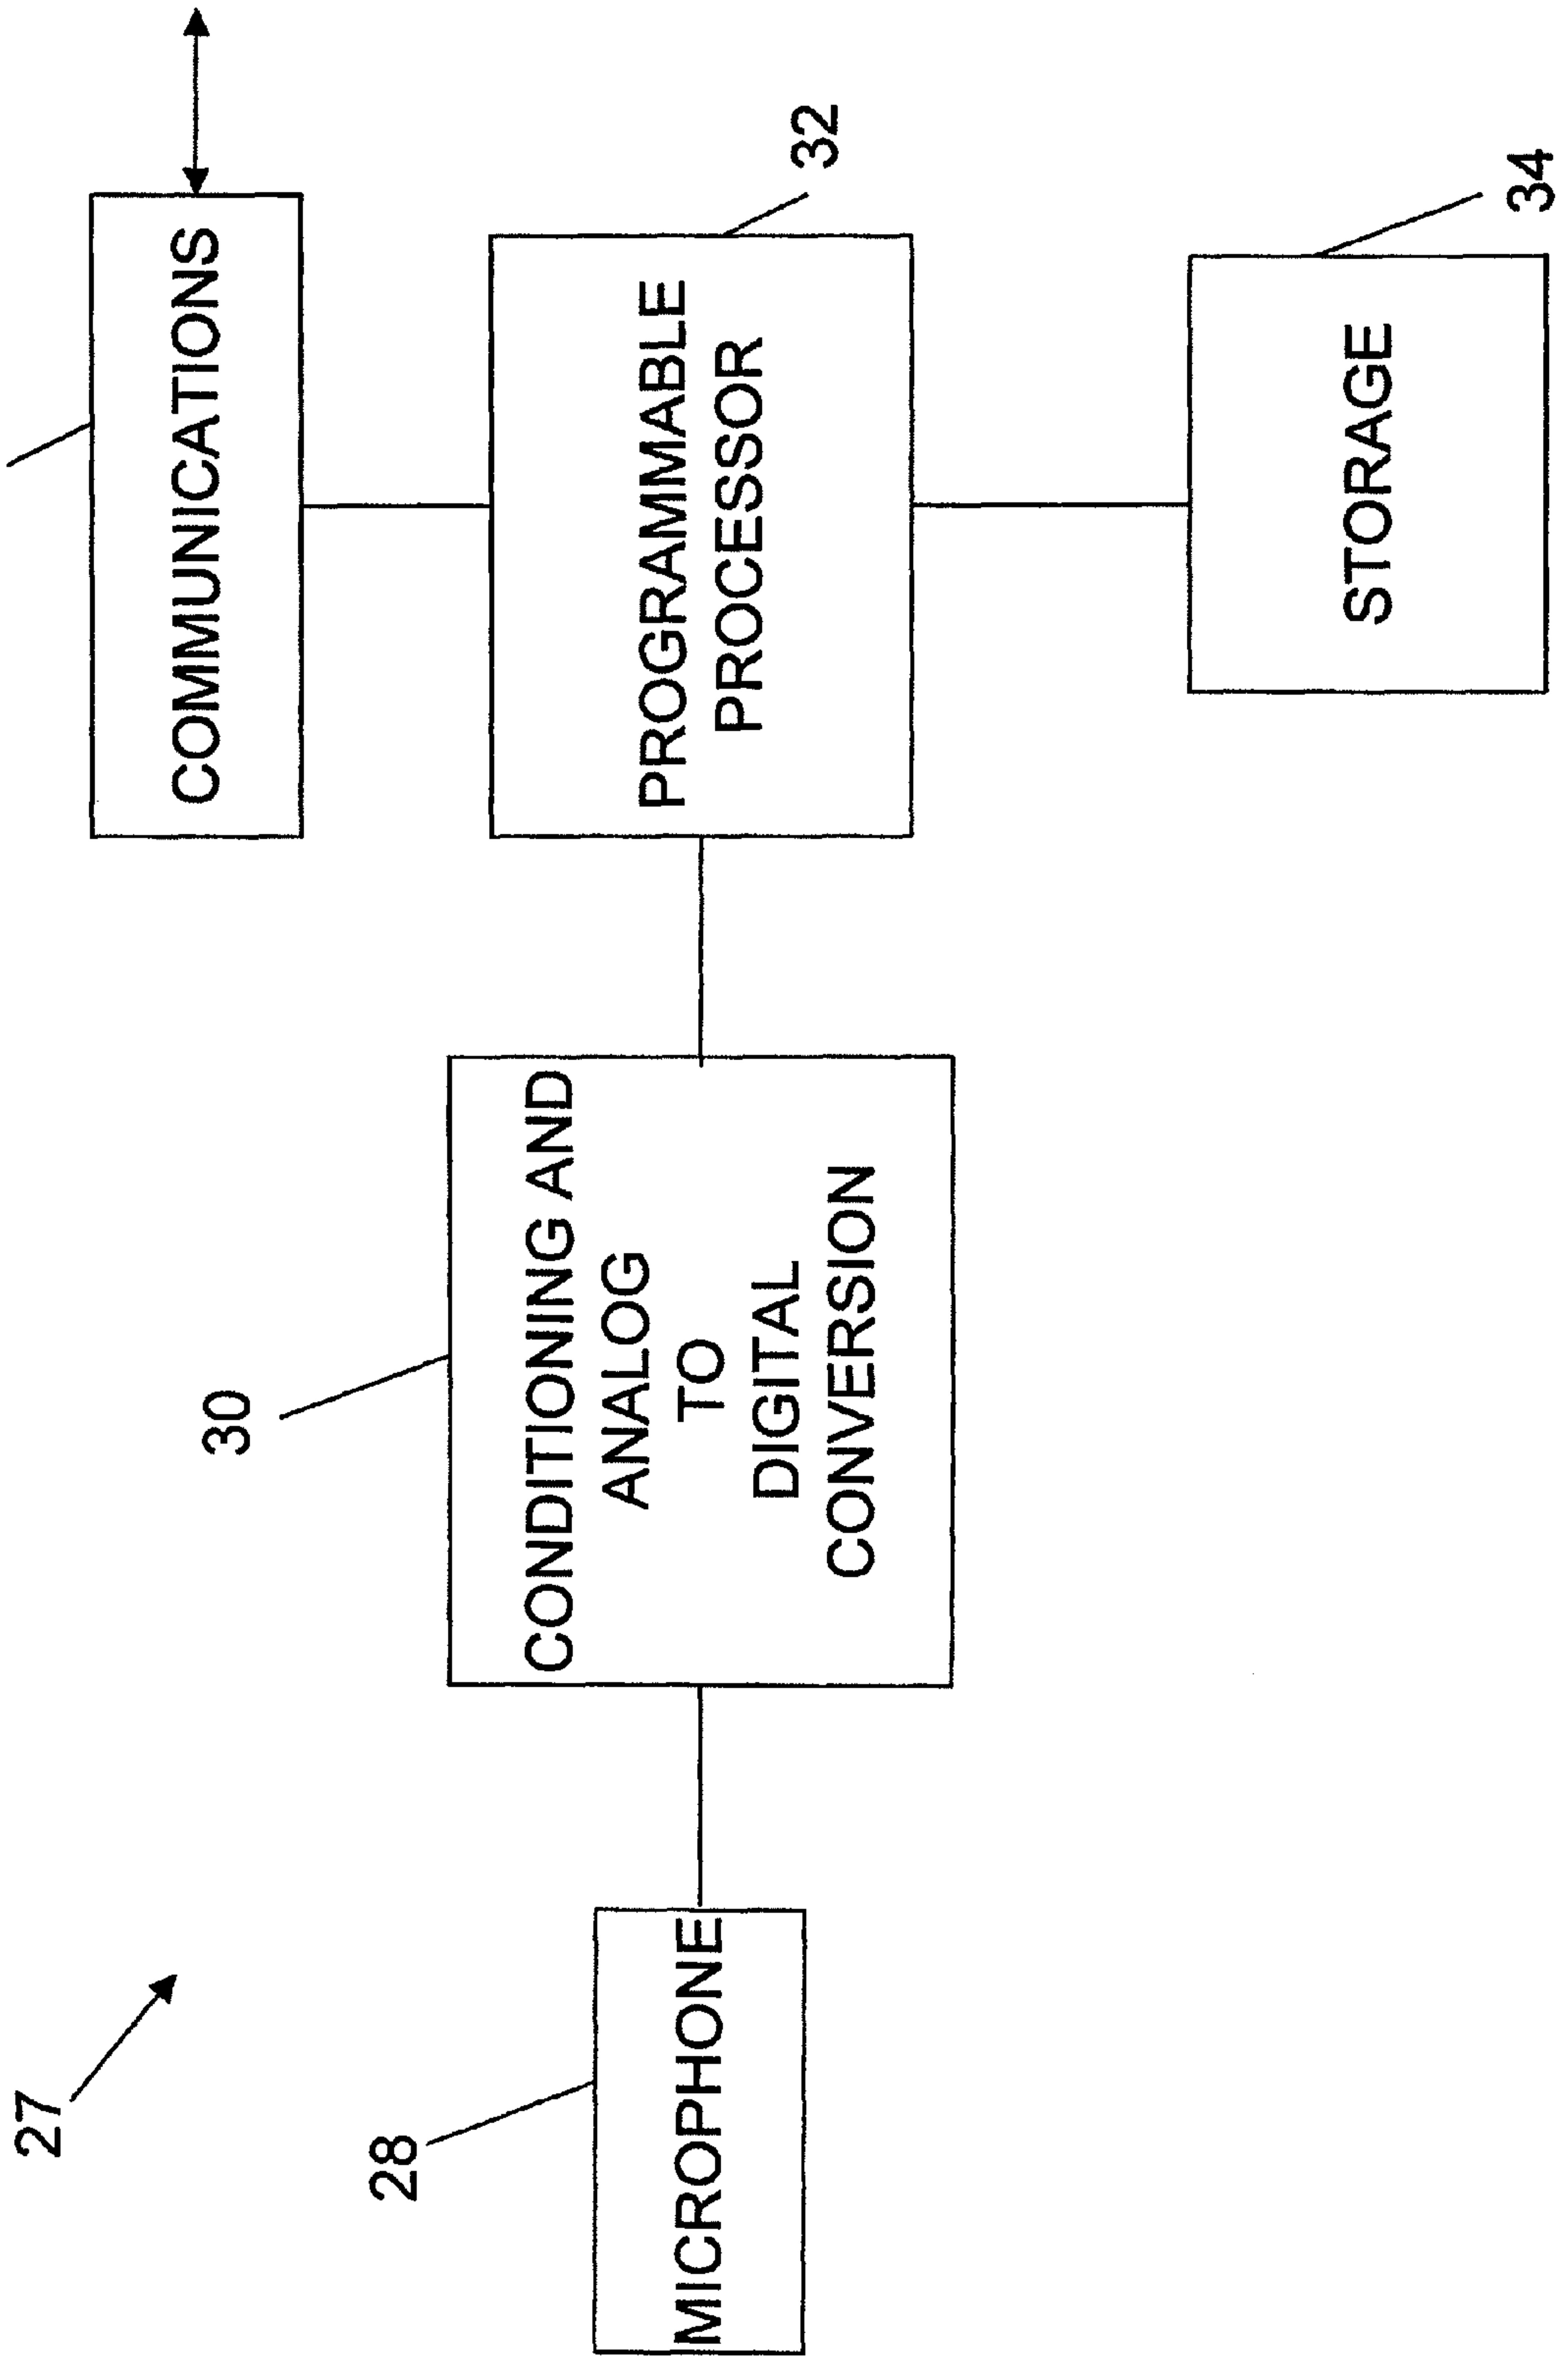 27
28
MICROPHONE
30
CONDITIONING AND
ANALOG
TO
DIGITAL
CONVERSION
COMMUNICATIONS
32
PROGRAMMABLE
PROCESSOR
34
STORAGE